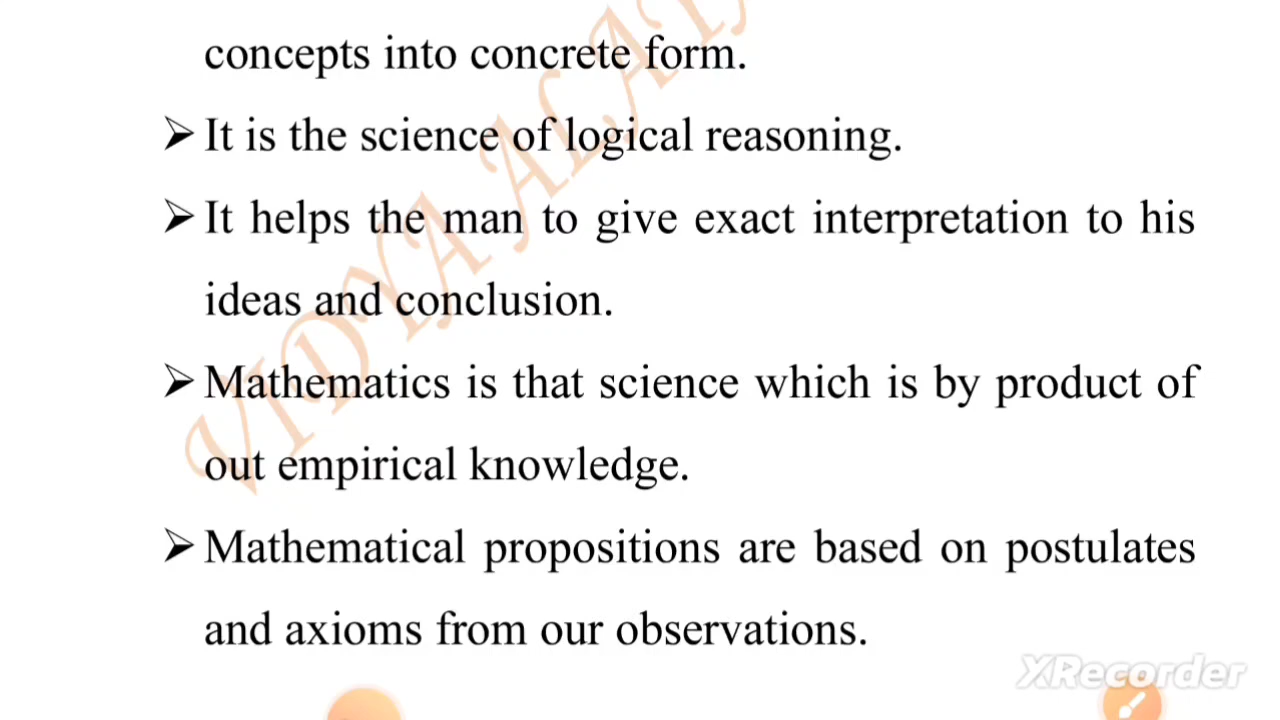 concepts into concrete form.
➢ It is the science of logical reasoning.
➢ It helps the man to give exact interpretation to his
ideas and conclusion.
➢ Mathematics is that science which is by product of
out empirical knowledge.
➢ Mathematical propositions are based on postulates
and axioms from our observations.
XRecorder